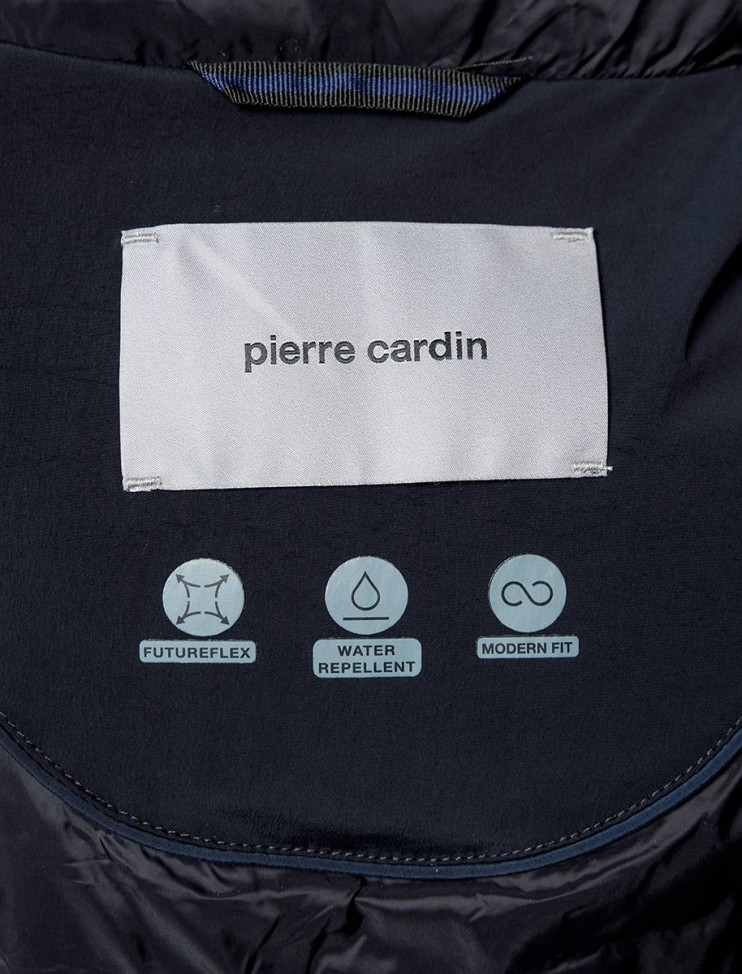 pierre cardin
FUTUREFLEX
WATER
REPELLENT
MODERN FIT